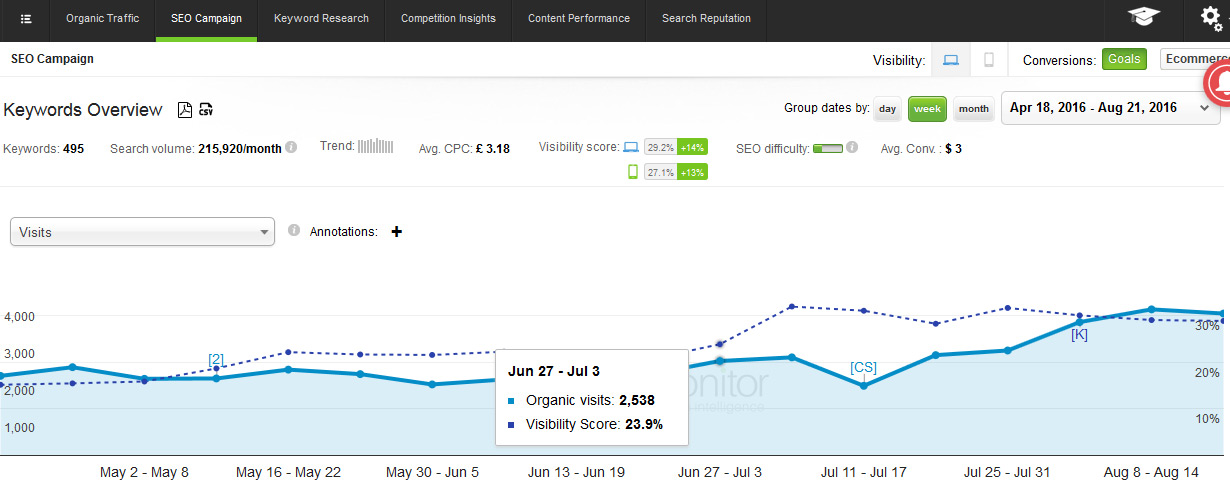 Organic Traffic SEO Campaign Keyword Research Competition Insights Content Performance Search Reputation
SEO Campaign Visibility: Conversions: Goals Ecommerc
Keywords Overview CSV Group dates by: day week month Apr 18, 2016 - Aug 21, 2016
Keywords: 495 Search volume: 215,920/month Trend: Avg. CPC: £ 3.18 Visibility score: 29.2% +14% SEO difficulty: Avg. Conv. : $ 3
27.1% +13%
Visits Annotations: +
4,000 30%
3,000 20%
2,000 10%
1,000
[2]
[CS]
[K]
Jun 27 - Jul 3
Organic visits: 2,538
Visibility Score: 23.9%
onitor
intelligence
May 2 - May 8 May 16 - May 22 May 30 - Jun 5 Jun 13 - Jun 19 Jun 27 - Jul 3 Jul 11 - Jul 17 Jul 25 - Jul 31 Aug 8 - Aug 14